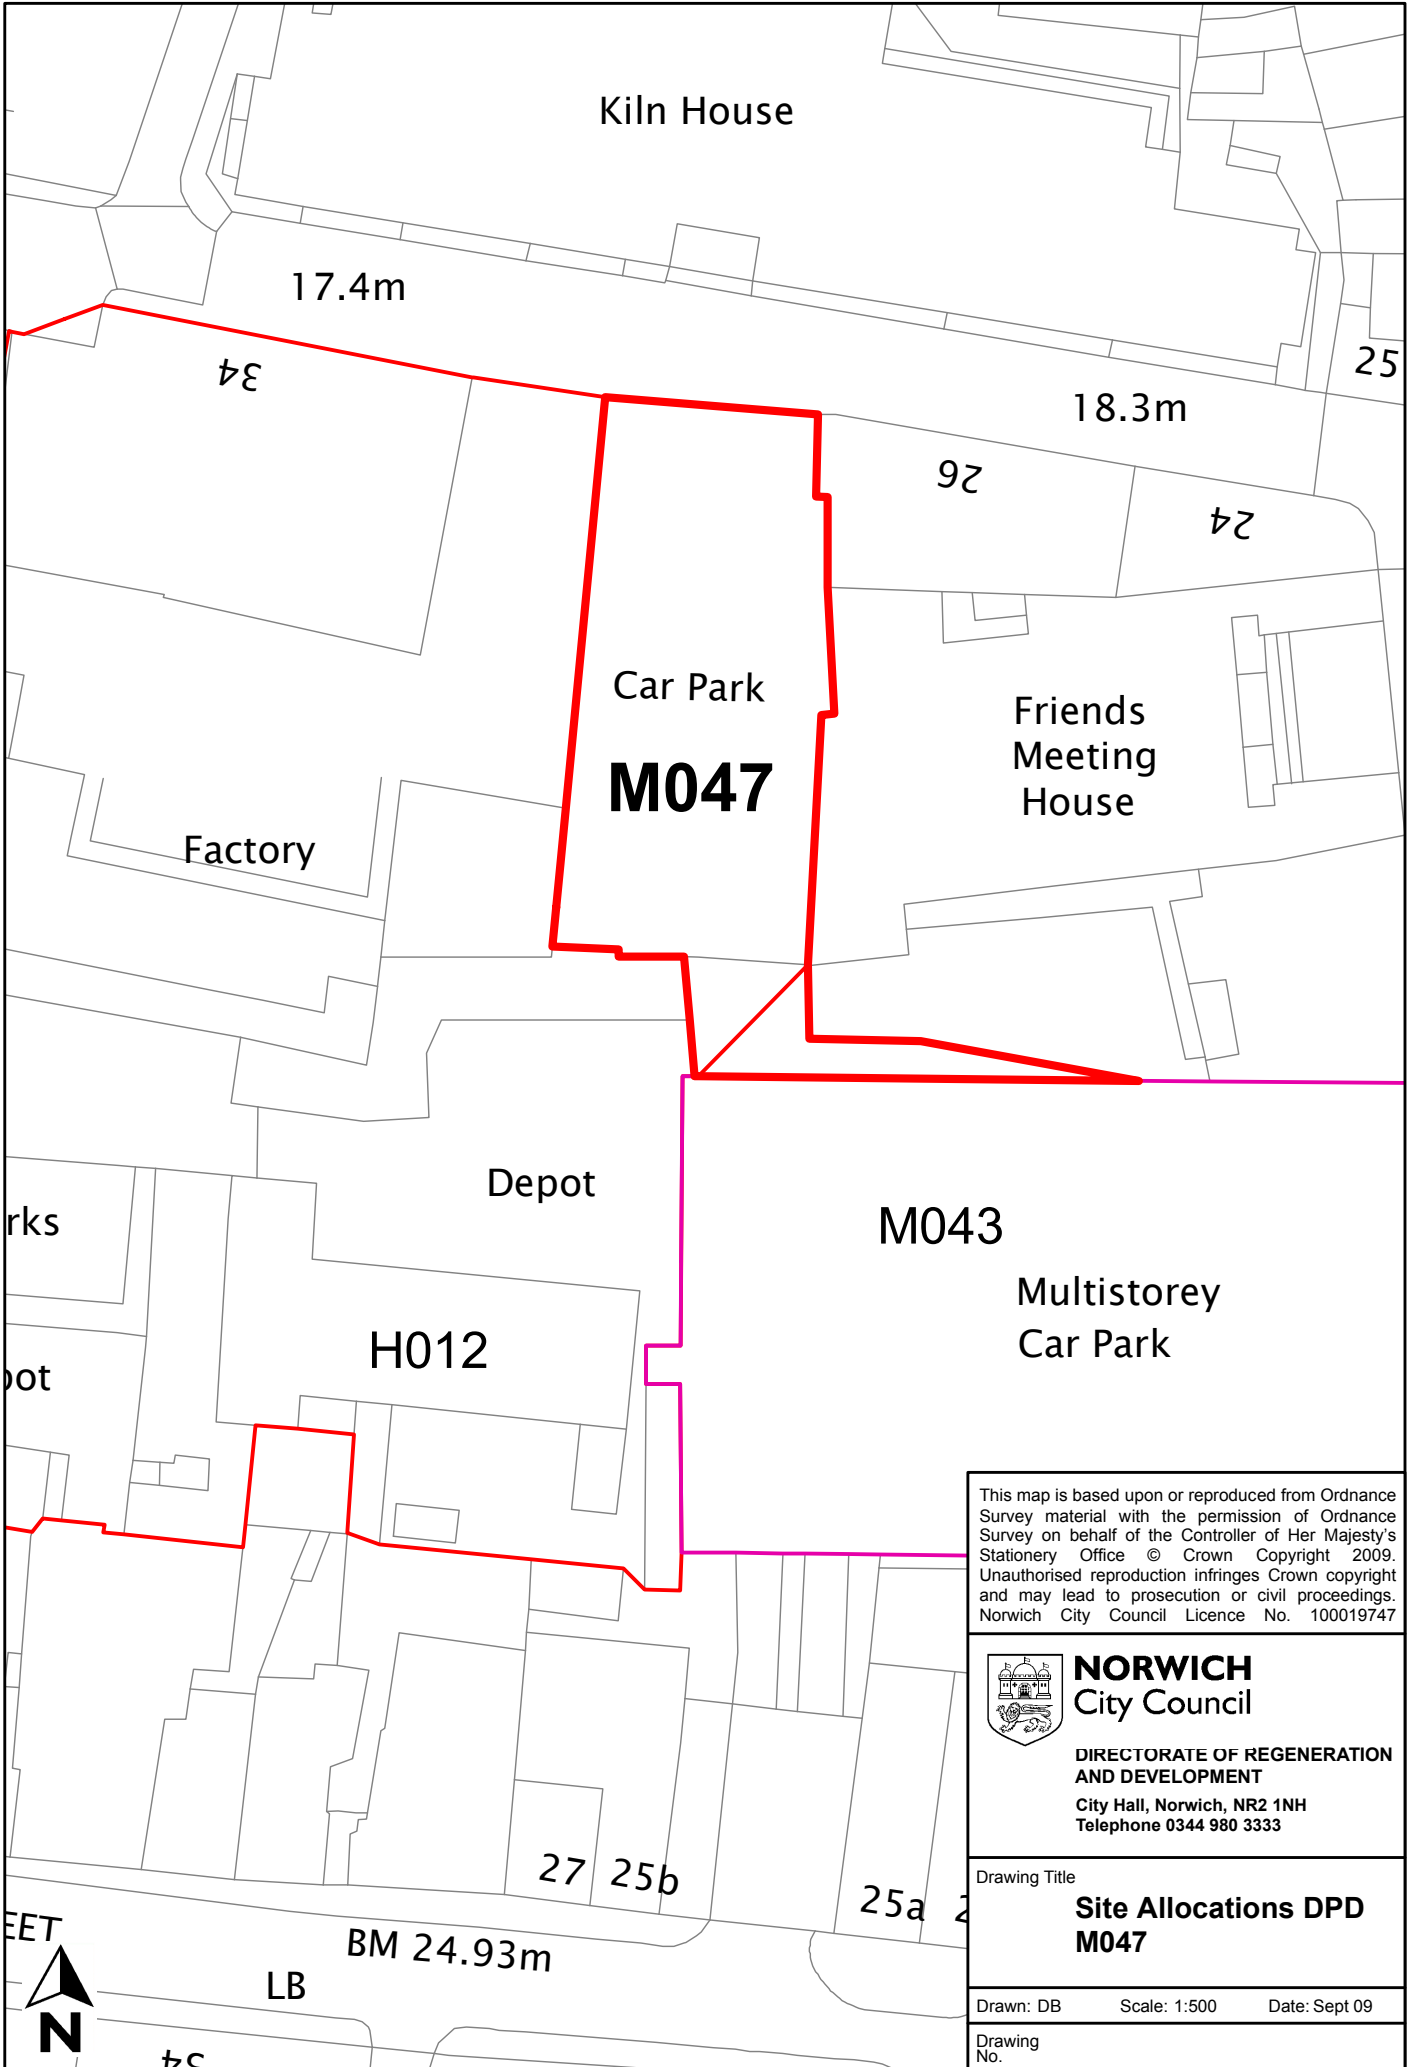 Kiln House
17.4m
34
25
18.3m
26
24
Car Park
M047
Friends
Meeting
House
Factory
Depot
rks
M043
Multistorey
Car Park
H012
This map is based upon or reproduced from Ordnance
Survey material with the permission of Ordnance
Survey on behalf of the Controller of Her Majesty's
Stationery Office © Crown Copyright 2009.
Unauthorised reproduction infringes Crown copyright
and may lead to prosecution or civil proceedings.
Norwich City Council Licence No. 100019747
NORWICH
City Council
DIRECTORATE OF REGENERATION
AND DEVELOPMENT
City Hall, Norwich, NR2 1NH
Telephone 0344 980 3333
27
25b
25a
Drawing Title
Site Allocations DPD
M047
EET
BM 24.93m
LB
N
34
Drawn: DB Scale: 1:500 Date: Sept 09
Drawing
No.